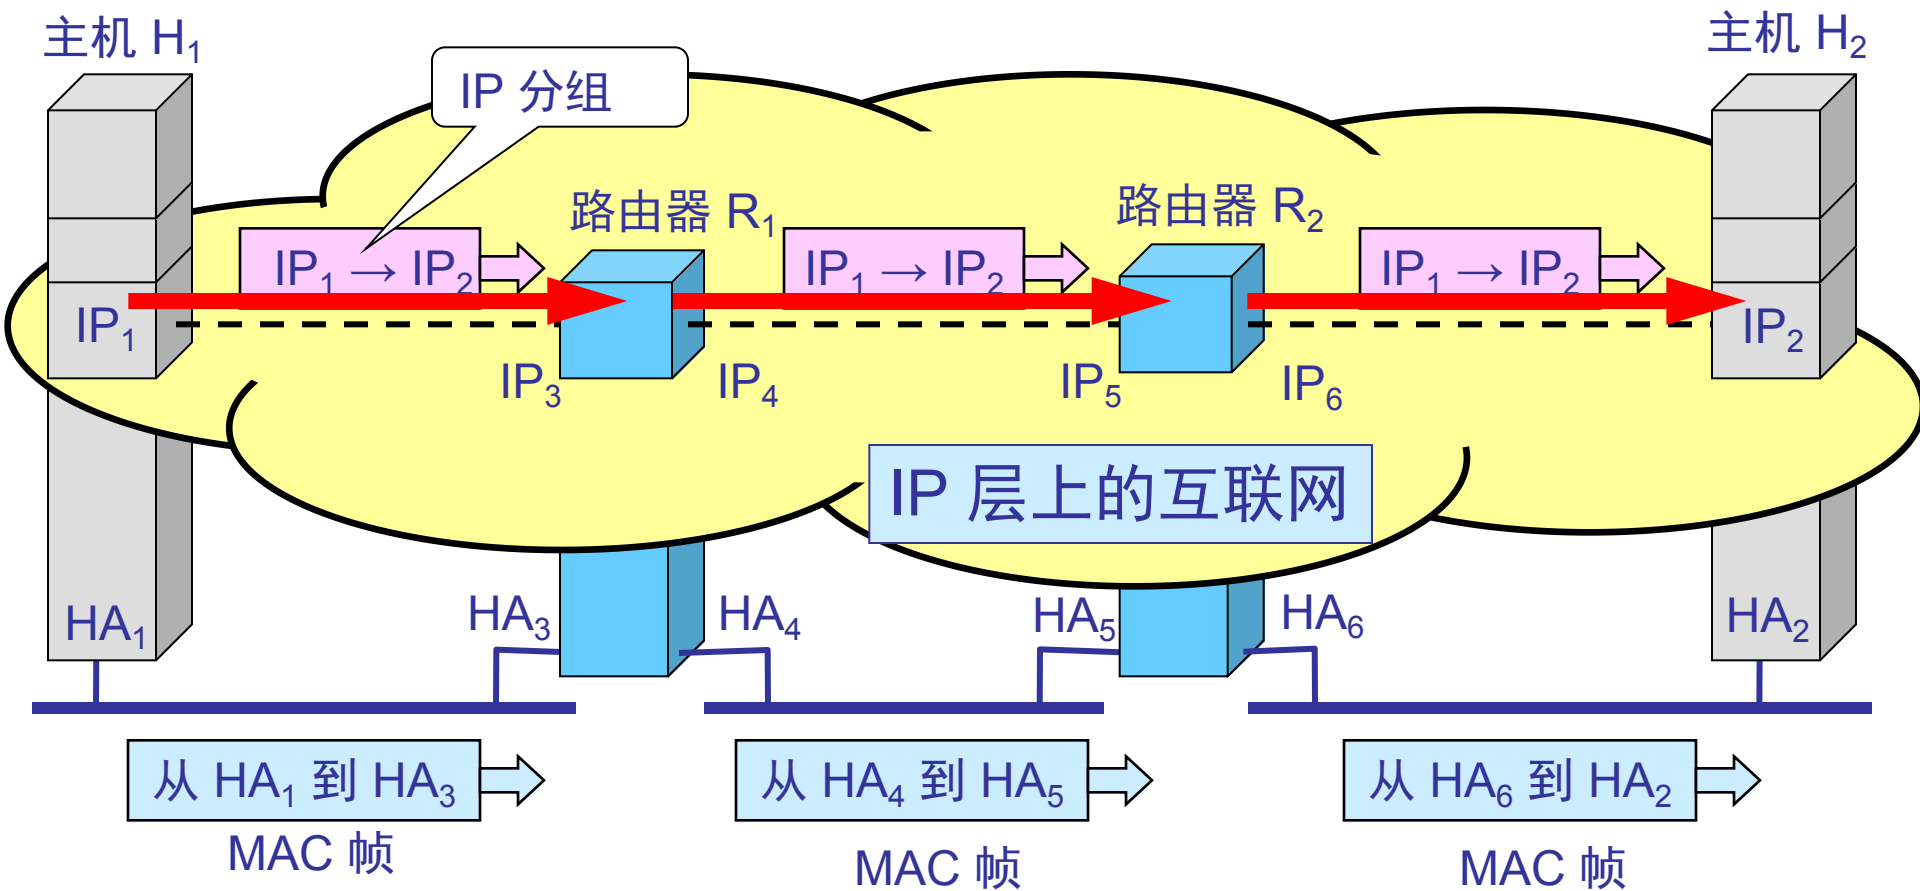 主机 H₁
主机 H₂
IP 分组
路由器 R₁
路由器 R₂
IP₁ → IP₂
IP₁ → IP₂
IP₁ → IP₂
IP₁
IP₂
IP₃
IP₄
IP₅
IP₆
IP 层上的互联网
HA₁
HA₃
HA₄
HA₅
HA₆
HA₂
从 HA₁ 到 HA₃
从 HA₄ 到 HA₅
从 HA₆ 到 HA₂
MAC 帧
MAC 帧
MAC 帧